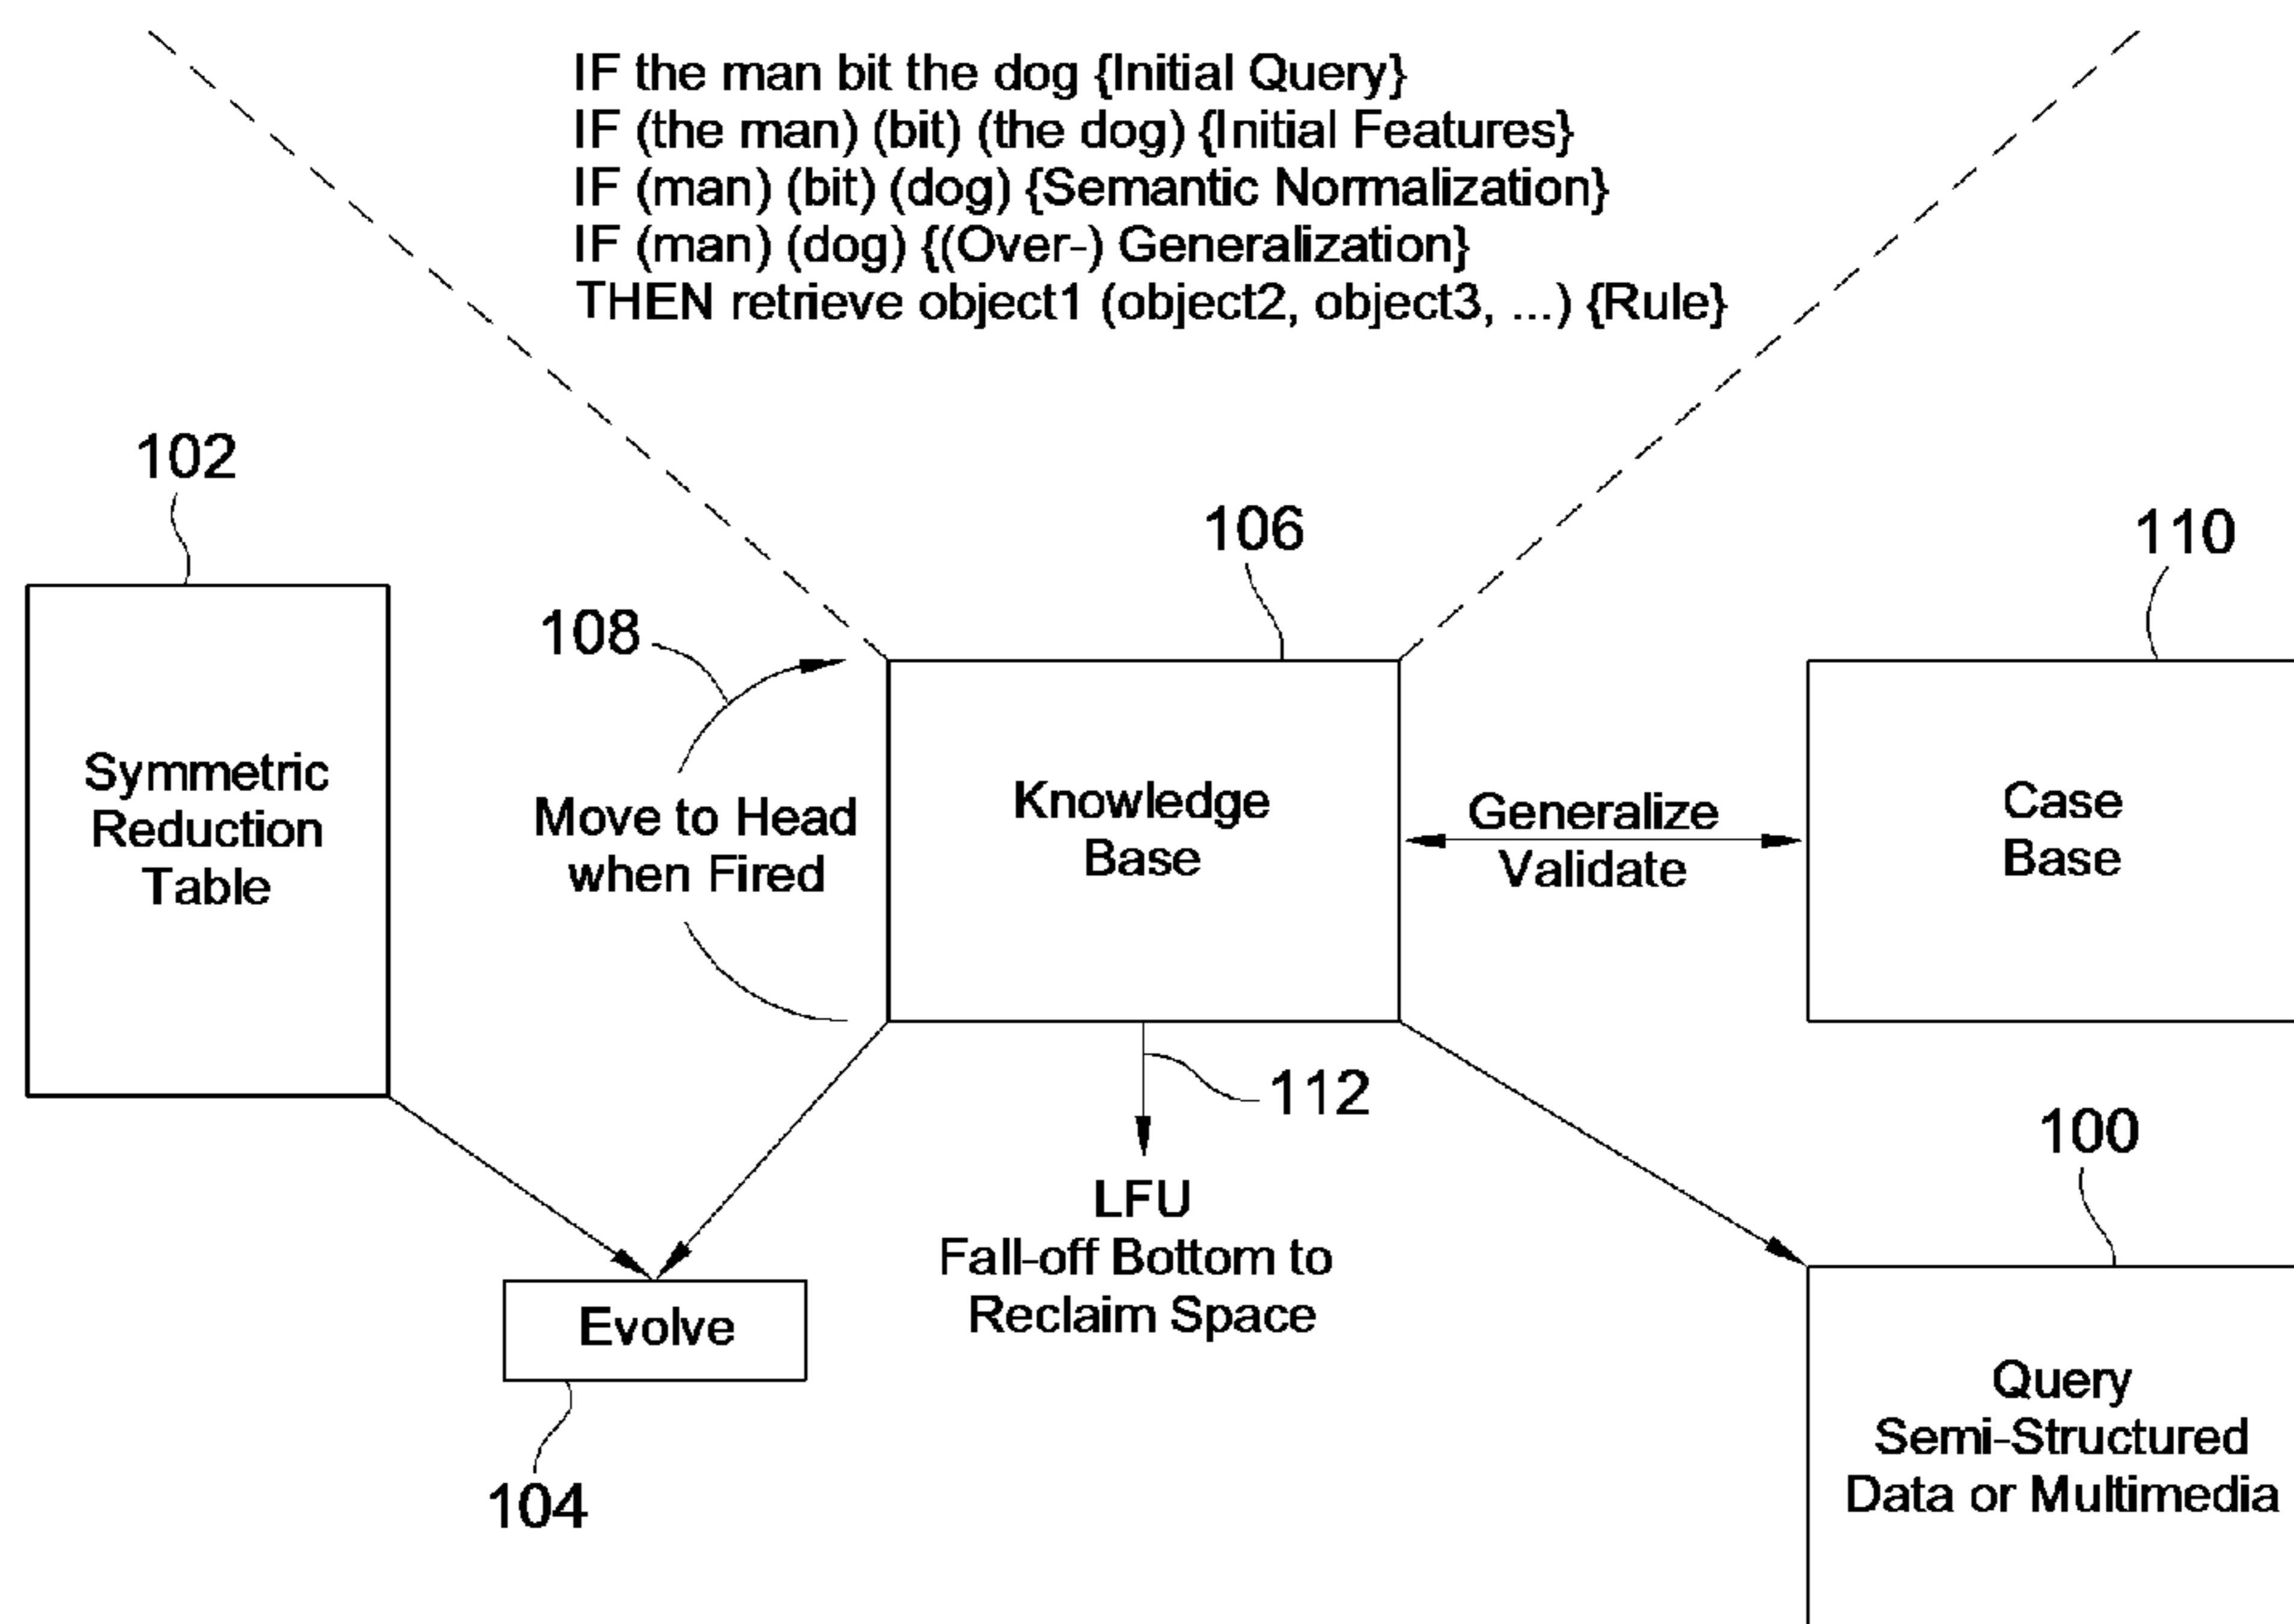 IF the man bit the dog {Initial Query}
IF (the man) (bit) (the dog) {Initial Features}
IF (man) (bit) (dog) {Semantic Normalization}
IF (man) (dog) {(Over-) Generalization}
THEN retrieve object1 (object2, object3, ...) {Rule}
102
106
110
108
Symmetric
Reduction
Table
Move to Head
when Fired
Knowledge
Base
Generalize
Validate
Case
Base
112
100
LFU
Fall-off Bottom to
Reclaim Space
Evolve
104
Query
Semi-Structured
Data or Multimedia